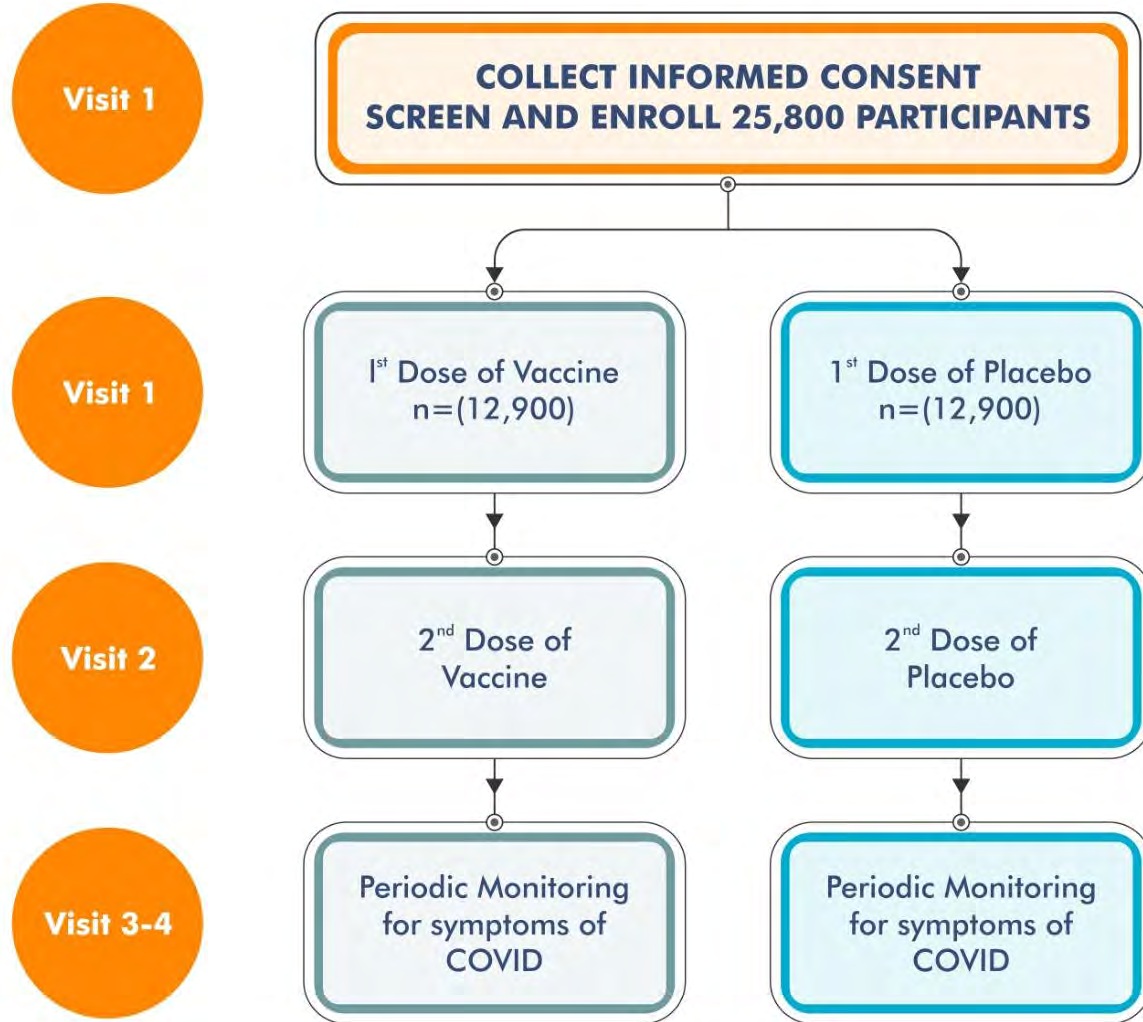 Visit 1
COLLECT INFORMED CONSENT
SCREEN AND ENROLL 25,800 PARTICIPANTS
Visit 1
Ist Dose of Vaccine
n=(12,900)
1st Dose of Placebo
n=(12,900)
Visit 2
2nd Dose of
Vaccine
2nd Dose of
Placebo
Visit 3-4
Periodic Monitoring
for symptoms of
COVID
Periodic Monitoring
for symptoms of
COVID